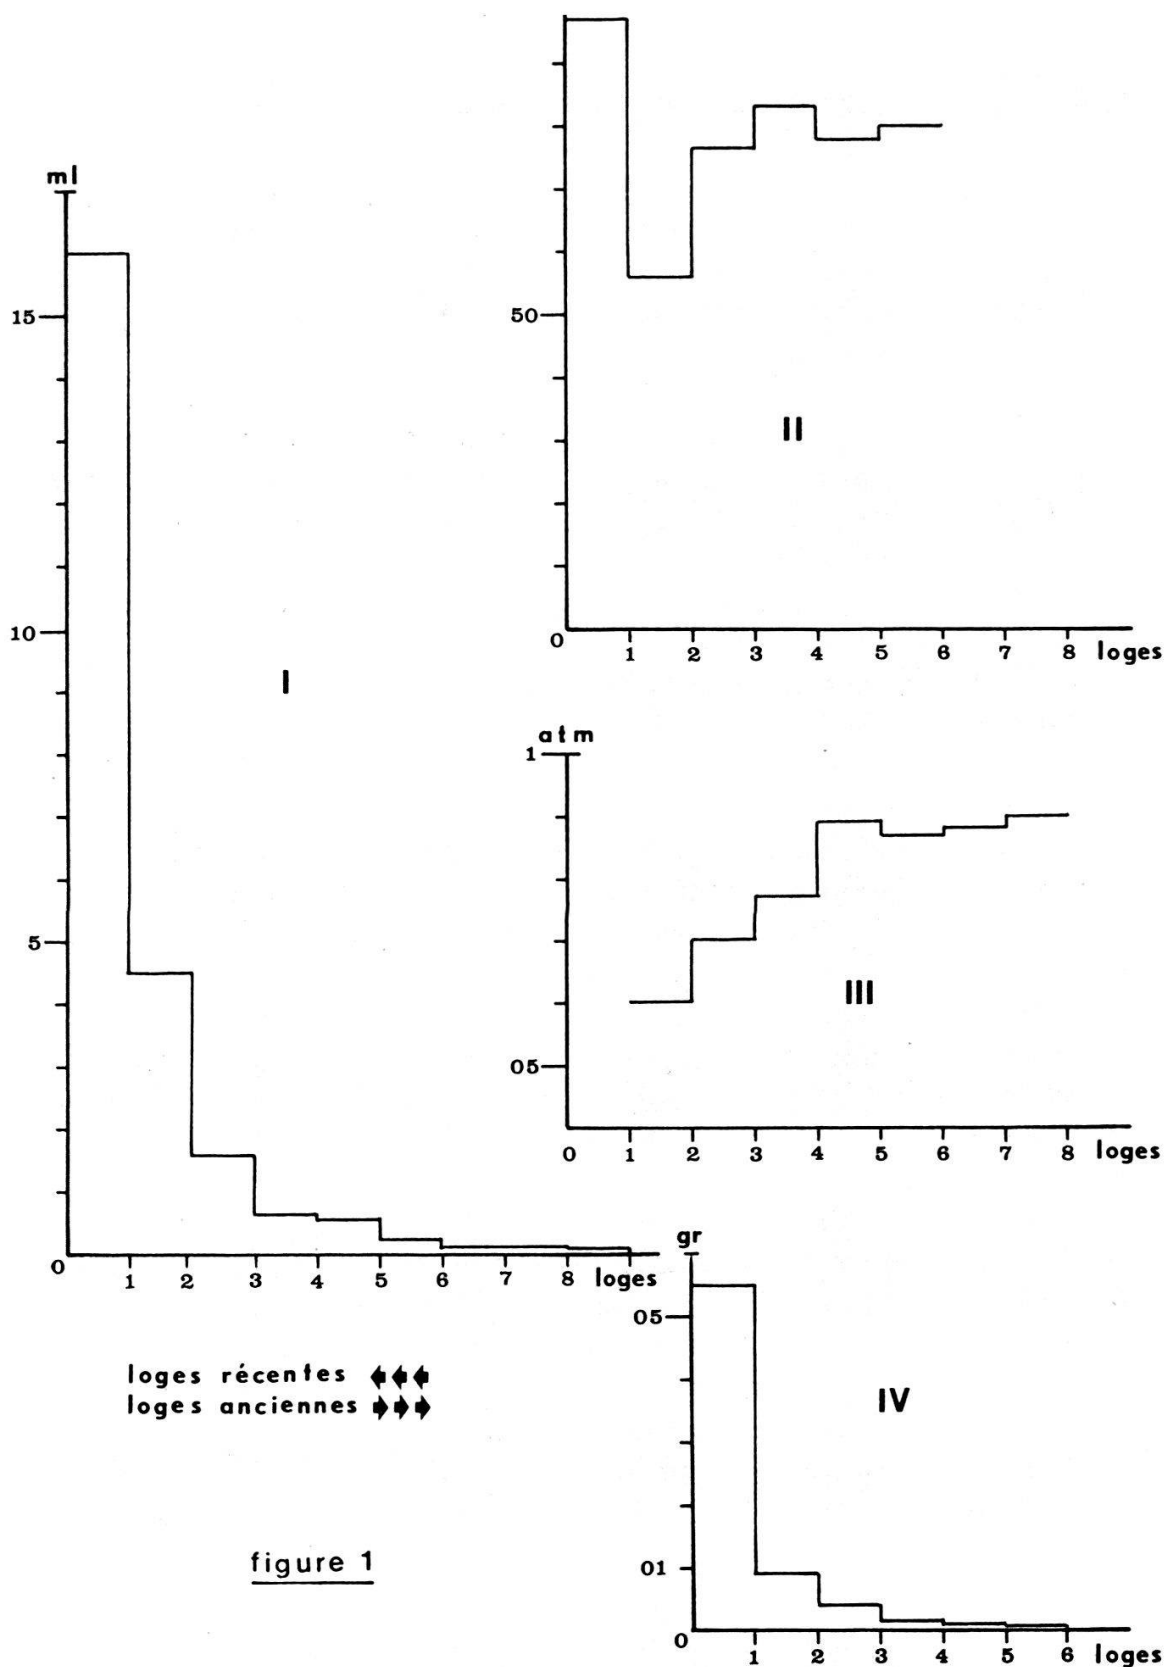 ml
15
10
5
0
1 2 3 4 5 6 7 8 loges
I
50
0
1 2 3 4 5 6 7 8 loges
II
atm
1
05
0 1 2 3 4 5 6 7 8 loges
III
gr
05
01
0
1 2 3 4 5 6 loges
IV
loges récentes
loges anciennes
figure 1